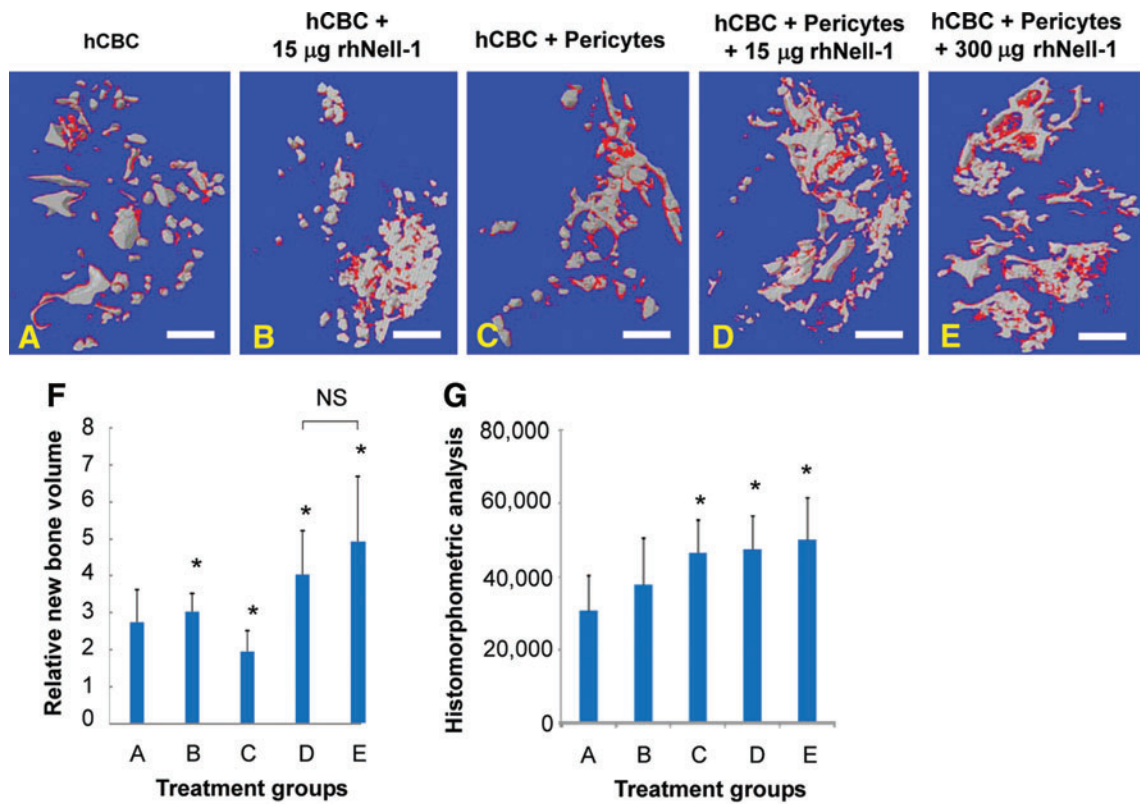 hCBC
hCBC +
15 µg rhNell-1
hCBC + Pericytes
hCBC + Pericytes
+ 15 µg rhNell-1
hCBC + Pericytes
+ 300 µg rhNell-1
A
B
C
D
E
F
NS
8
7
6
5
4
3
2
1
0
Relative new bone volume
*
*
*
*
A B C D E
Treatment groups
G
80,000
60,000
40,000
20,000
0
Histomorphometric analysis
* * *
A B C D E
Treatment groups